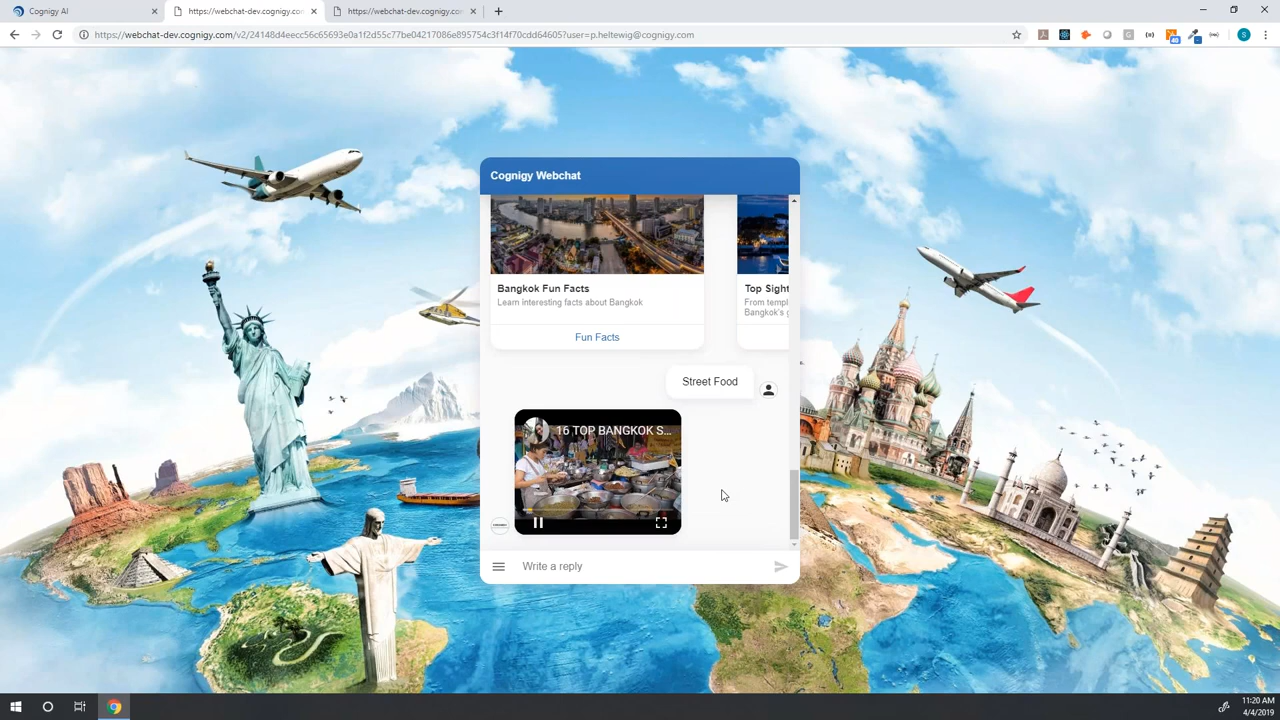 Cognigy AI
https://webchat-dev.cognigy.com/v
https://webchat-dev.cognigy.com/v
https://webchat-dev.cognigy.com/v2/24148d4eecc56c65693e0a1f2d55c77be04217086e895754c3f14f70cdd64605?user=p.heltewig@cognigy.com
S
Cognigy Webchat
Bangkok Fun Facts
Learn interesting facts about Bangkok
Fun Facts
Top Sight
From templ
Bangkok's g
Street Food
16 TOP BANGKOK S...
Write a reply
11:20 AM
4/4/2019